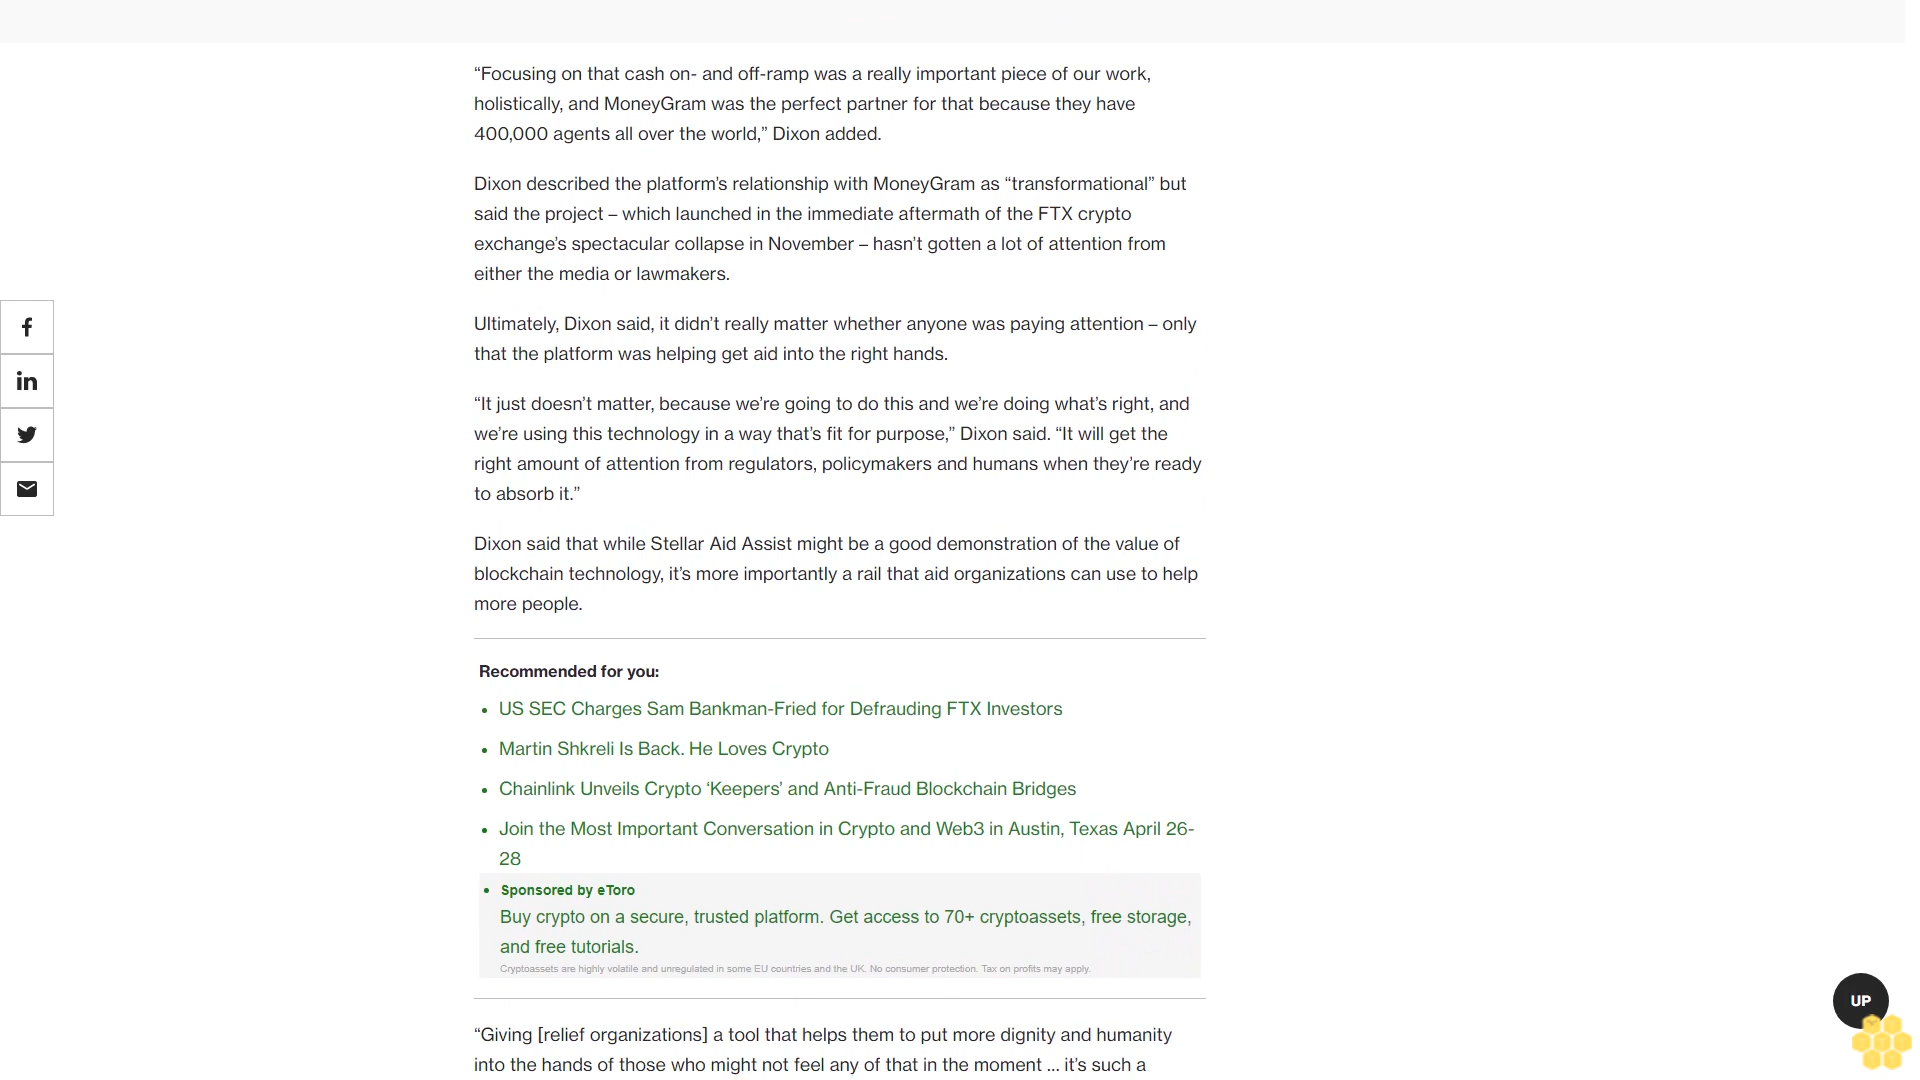 “Focusing on that cash on- and off-ramp was a really important piece of our work,
holistically, and MoneyGram was the perfect partner for that because they have
400,000 agents all over the world,” Dixon added.
Dixon described the platform’s relationship with MoneyGram as “transformational” but
said the project – which launched in the immediate aftermath of the FTX crypto
exchange’s spectacular collapse in November – hasn’t gotten a lot of attention from
either the media or lawmakers.
Ultimately, Dixon said, it didn’t really matter whether anyone was paying attention – only
that the platform was helping get aid into the right hands.
“It just doesn’t matter, because we’re going to do this and we’re doing what’s right, and
we’re using this technology in a way that’s fit for purpose,” Dixon said. “It will get the
right amount of attention from regulators, policymakers and humans when they’re ready
to absorb it.”
Dixon said that while Stellar Aid Assist might be a good demonstration of the value of
blockchain technology, it’s more importantly a rail that aid organizations can use to help
more people.
Recommended for you:
• US SEC Charges Sam Bankman-Fried for Defrauding FTX Investors
• Martin Shkreli Is Back. He Loves Crypto
• Chainlink Unveils Crypto ‘Keepers’ and Anti-Fraud Blockchain Bridges
• Join the Most Important Conversation in Crypto and Web3 in Austin, Texas April 26-
28
• Sponsored by eToro
Buy crypto on a secure, trusted platform. Get access to 70+ cryptoassets, free storage,
and free tutorials.
Cryptoassets are highly volatile and unregulated in some EU countries and the UK. No consumer protection. Tax on profits may apply.
UP
“Giving [relief organizations] a tool that helps them to put more dignity and humanity
into the hands of those who might not feel any of that in the moment … it’s such a